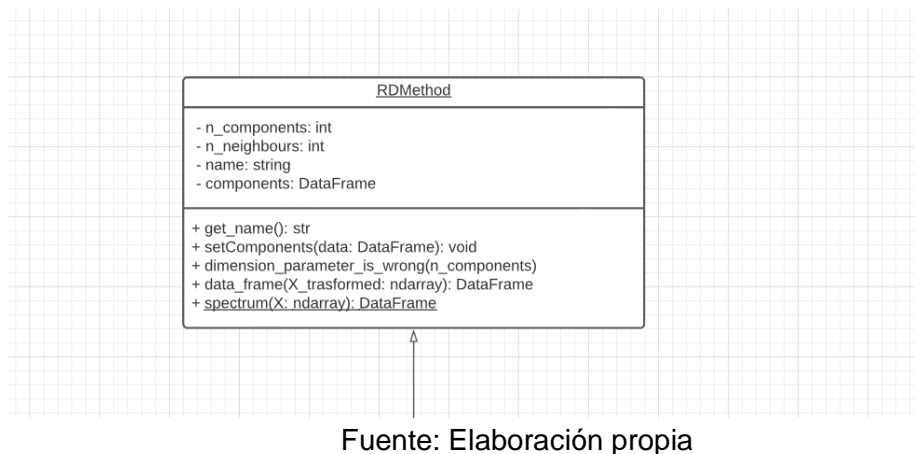 RDMethod
- n_components: int
- n_neighbours: int
- name: string
- components: DataFrame
+ get_name(): str
+ setComponents(data: DataFrame): void
+ dimension_parameter_is_wrong(n_components)
+ data_frame(X_trasformed: ndarray): DataFrame
+ spectrum(X: ndarray): DataFrame
Fuente: Elaboración propia